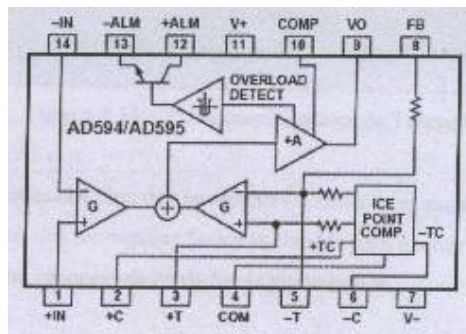 –IN –ALM +ALM V+ COMP VO FB
14 13 12 11 10 9 8
OVERLOAD
DETECT
AD594/AD595
+A
G G
ICE
POINT
COMP.
+TC
–TC
1 2 3 4 5 6 7
+IN +C +T COM –T –C V–